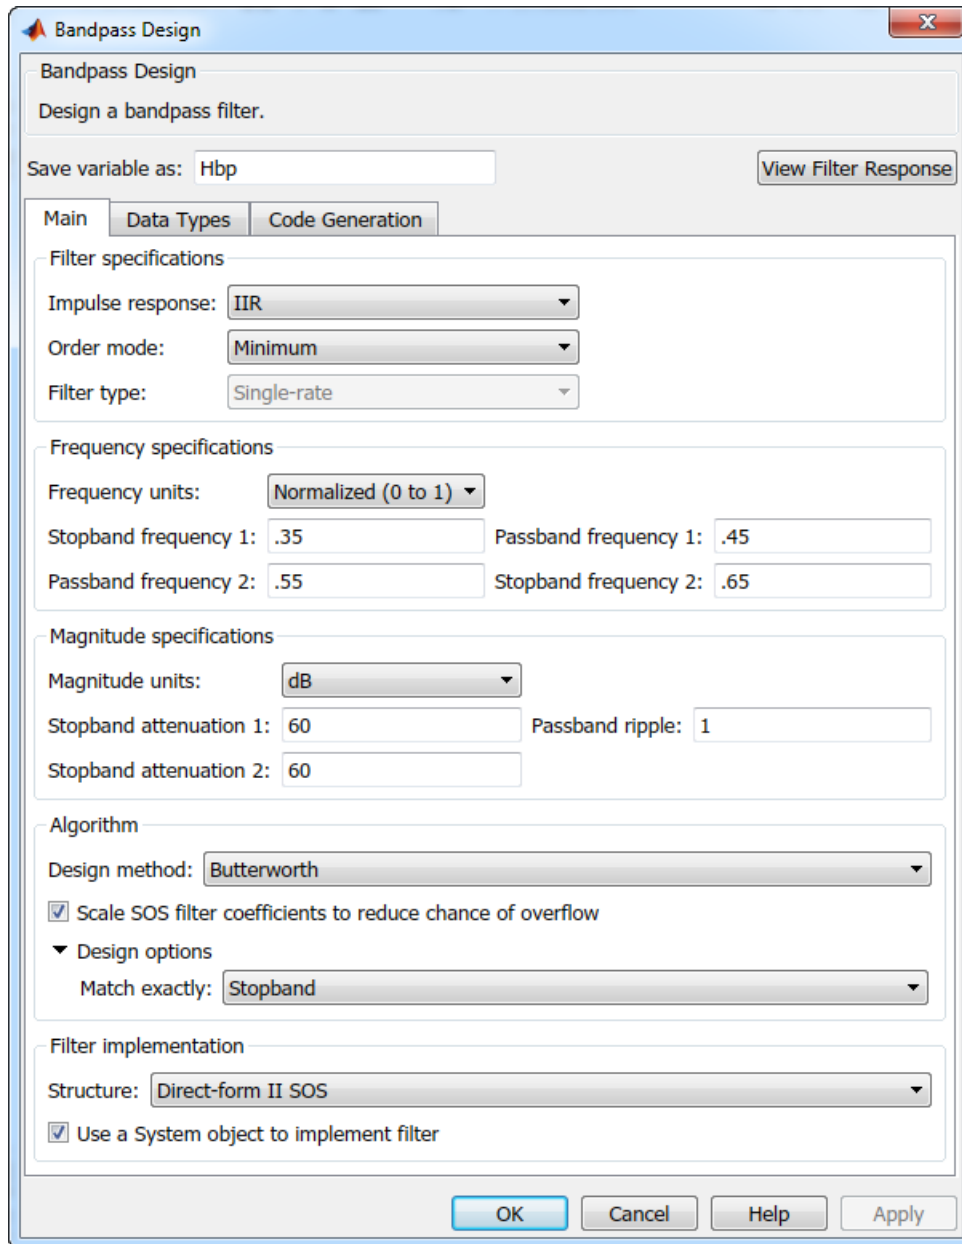 Bandpass Design
Bandpass Design
Design a bandpass filter.
Save variable as: Hbp View Filter Response
Main Data Types Code Generation
Filter specifications
Impulse response: IIR
Order mode: Minimum
Filter type: Single-rate
Frequency specifications
Frequency units: Normalized (0 to 1)
Stopband frequency 1: .35 Passband frequency 1: .45
Passband frequency 2: .55 Stopband frequency 2: .65
Magnitude specifications
Magnitude units: dB
Stopband attenuation 1: 60 Passband ripple: 1
Stopband attenuation 2: 60
Algorithm
Design method: Butterworth
Scale SOS filter coefficients to reduce chance of overflow
Design options
Match exactly: Stopband
Filter implementation
Structure: Direct-form II SOS
Use a System object to implement filter
OK Cancel Help Apply